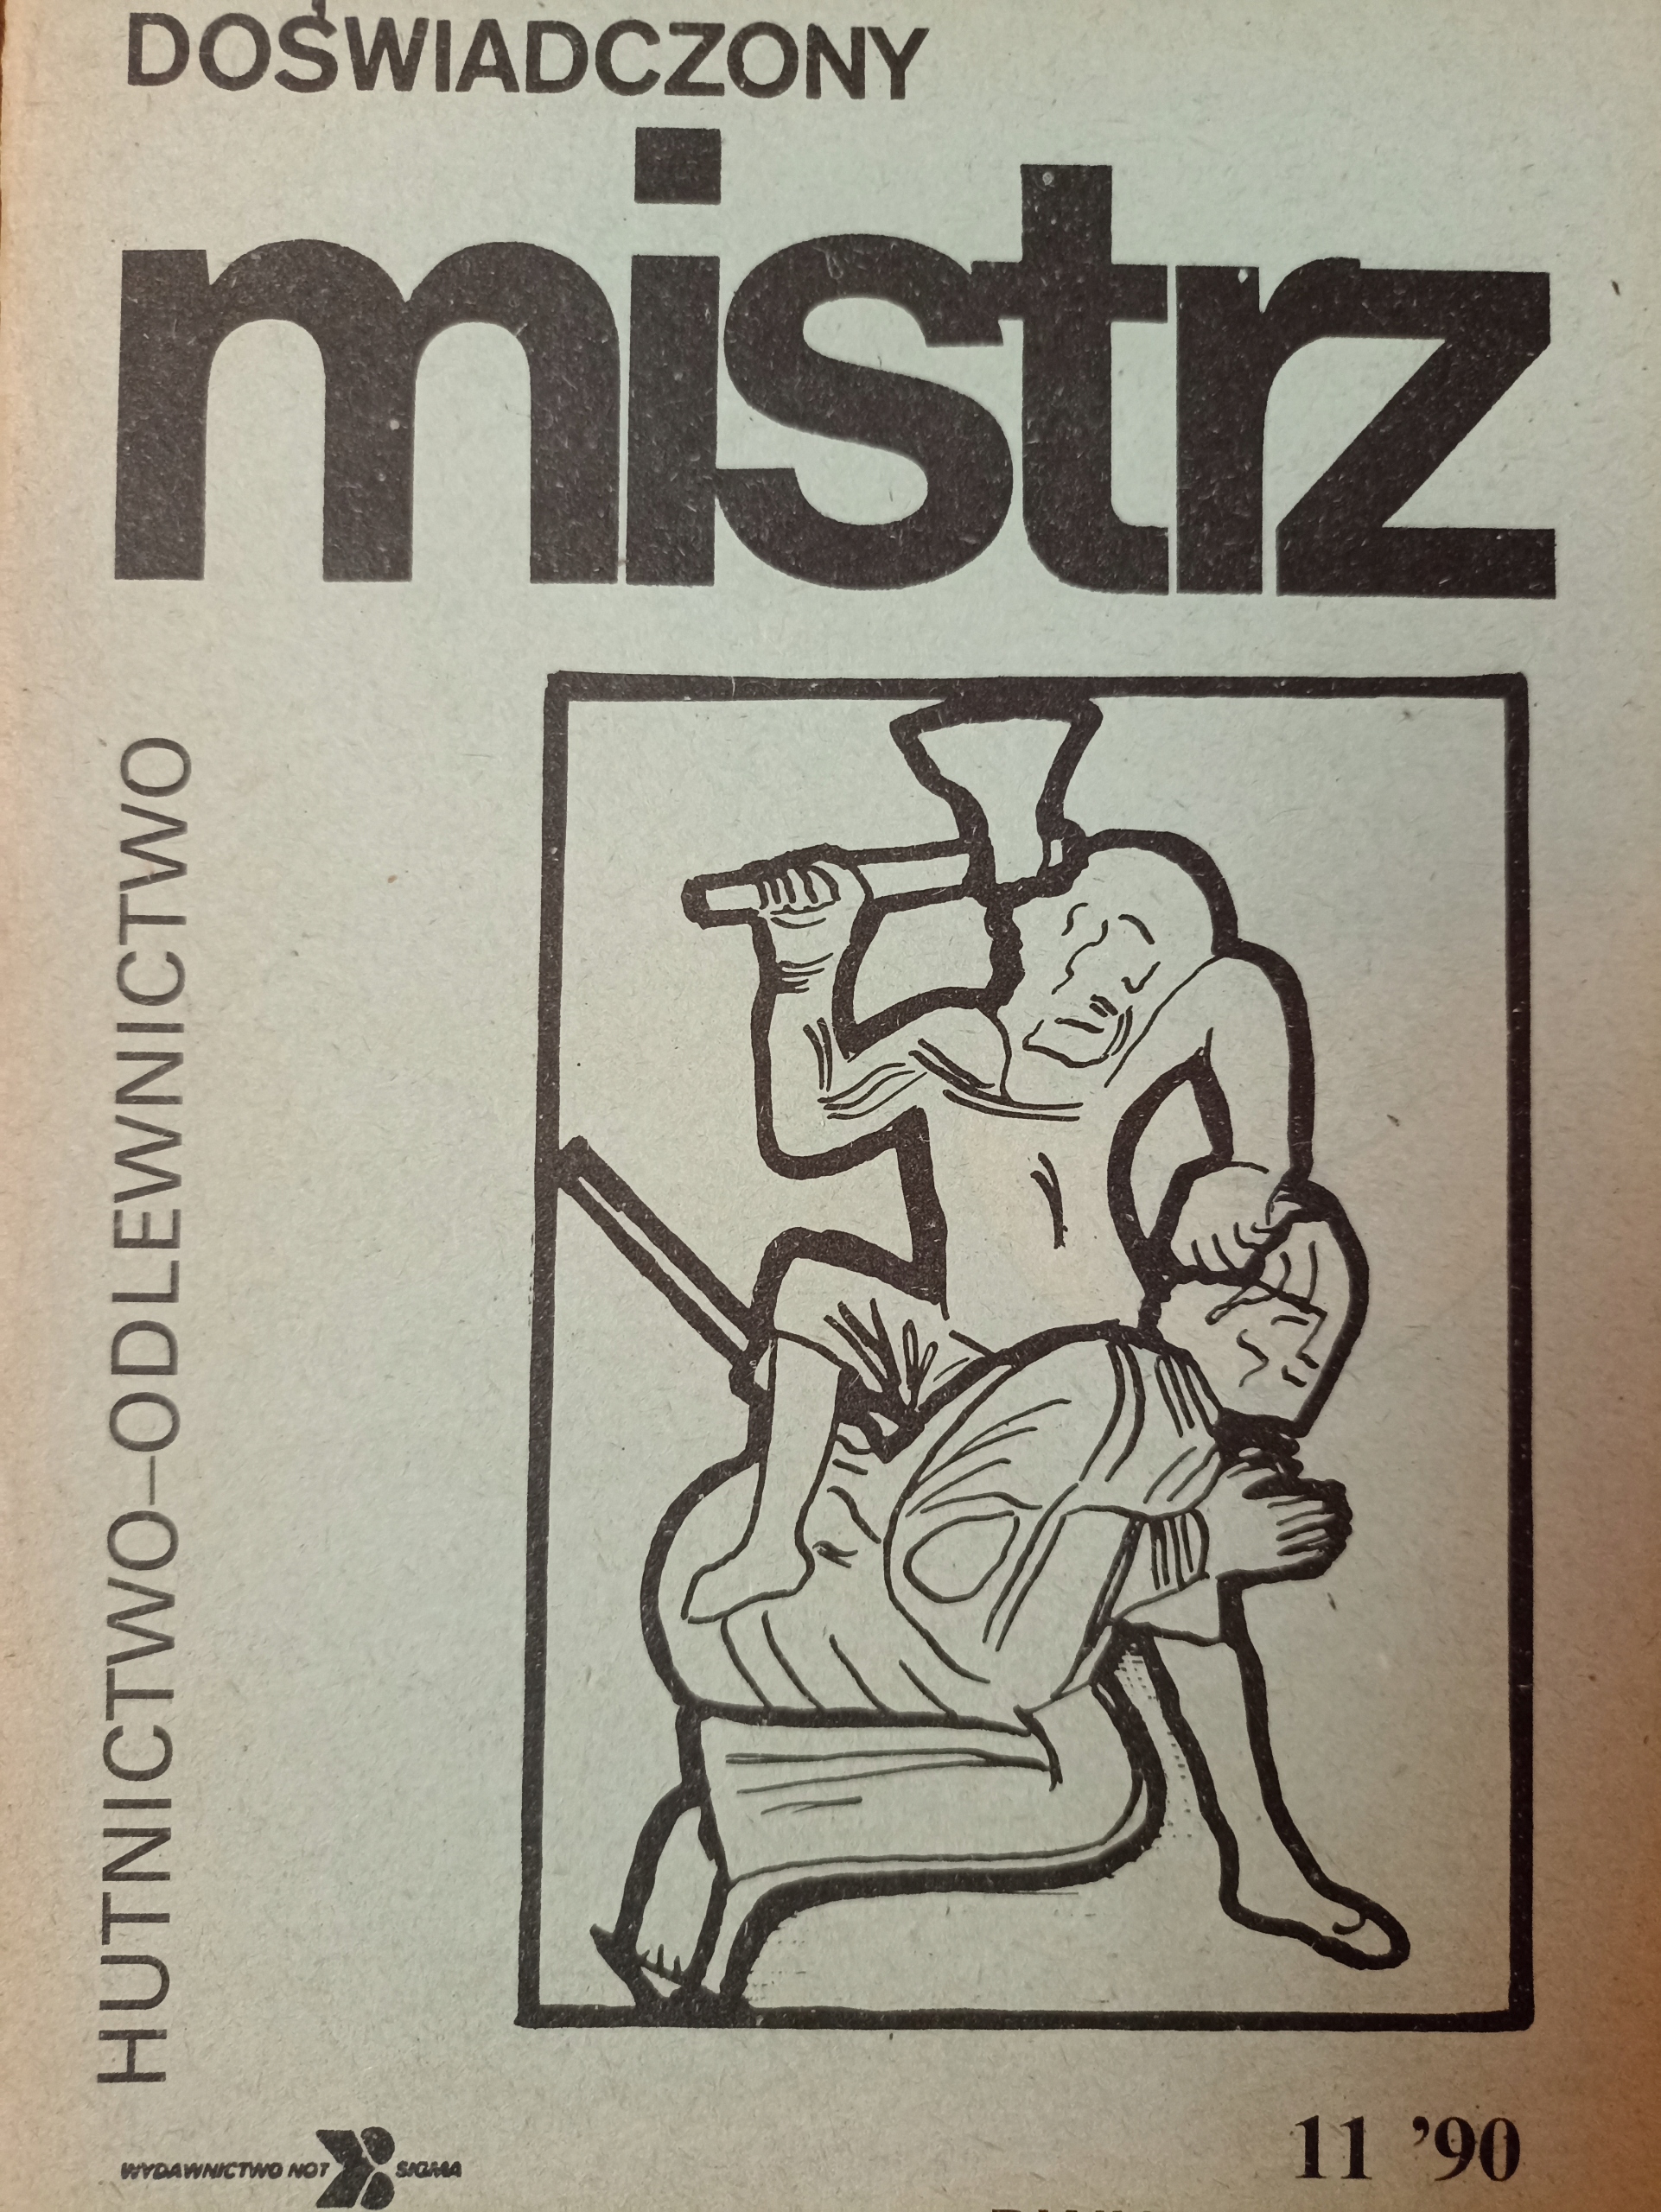 DOŚWIADCZONY
mistrz
HUTNICTWO–ODLEWNICTWO
WYDAWNICTWO NOT SIGMA
11 ’90